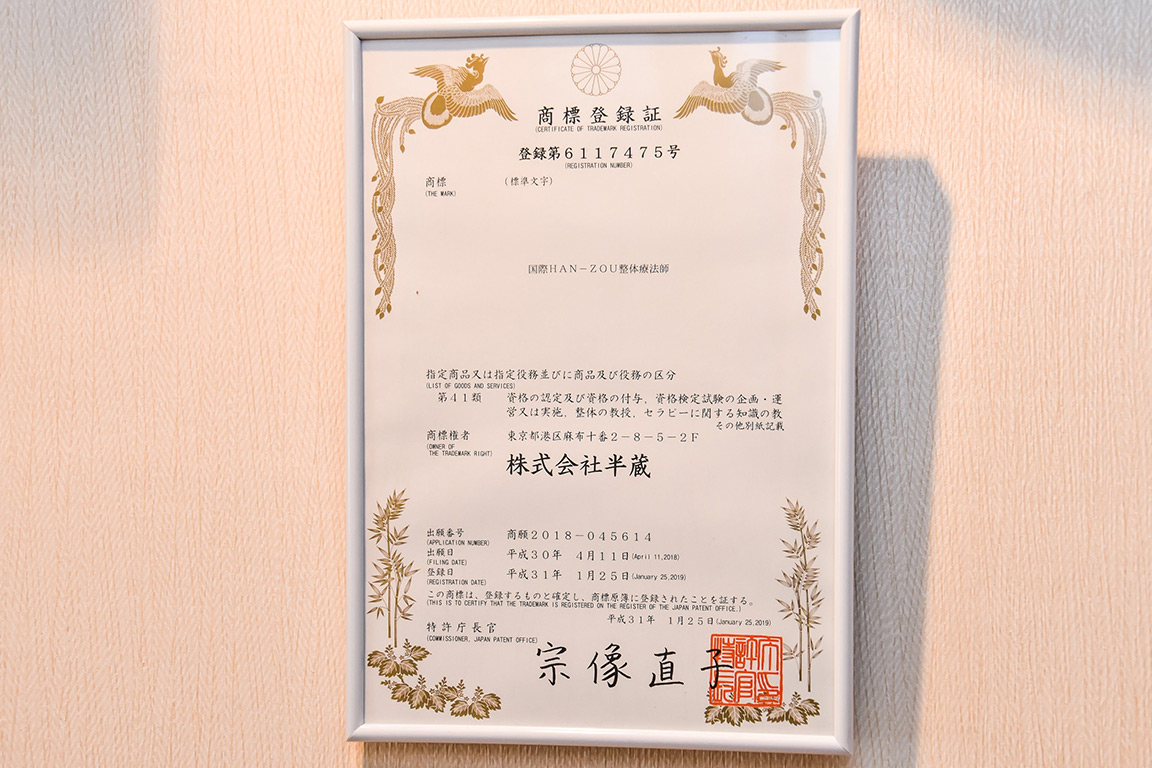 商標登録証
(CERTIFICATE OF TRADEMARK REGISTRATION)
登録第6117475号
(REGISTRATION NUMBER)
商標 (標準文字)
(THE MARK)
国際HAN-ZOU整体療法師
指定商品又は指定役務並びに商品及び役務の区分
(LIST OF GOODS AND SERVICES)
第41類 資格の認定及び資格の付与,資格検定試験の企画・運
営又は実施,整体の教授,セラピーに関する知識の教
その他別紙記載
商標権者 東京都港区麻布十番2-8-5-2F
(OWNER OF
THE TRADEMARK RIGHT)
株式会社半蔵
出願番号 商願2018-045614
(APPLICATION NUMBER)
出願日 平成30年 4月11日(April 11,2018)
(FILING DATE)
登録日 平成31年 1月25日(January 25,2019)
(REGISTRATION DATE)
この商標は、登録するものと確定し、商標原簿に登録されたことを証する。
(THIS IS TO CERTIFY THAT THE TRADEMARK IS REGISTERED ON THE REGISTER OF THE JAPAN PATENT OFFICE.)
平成31年 1月25日(January 25,2019)
特許庁長官
(COMMISSIONER, JAPAN PATENT OFFICE)
宗像直子